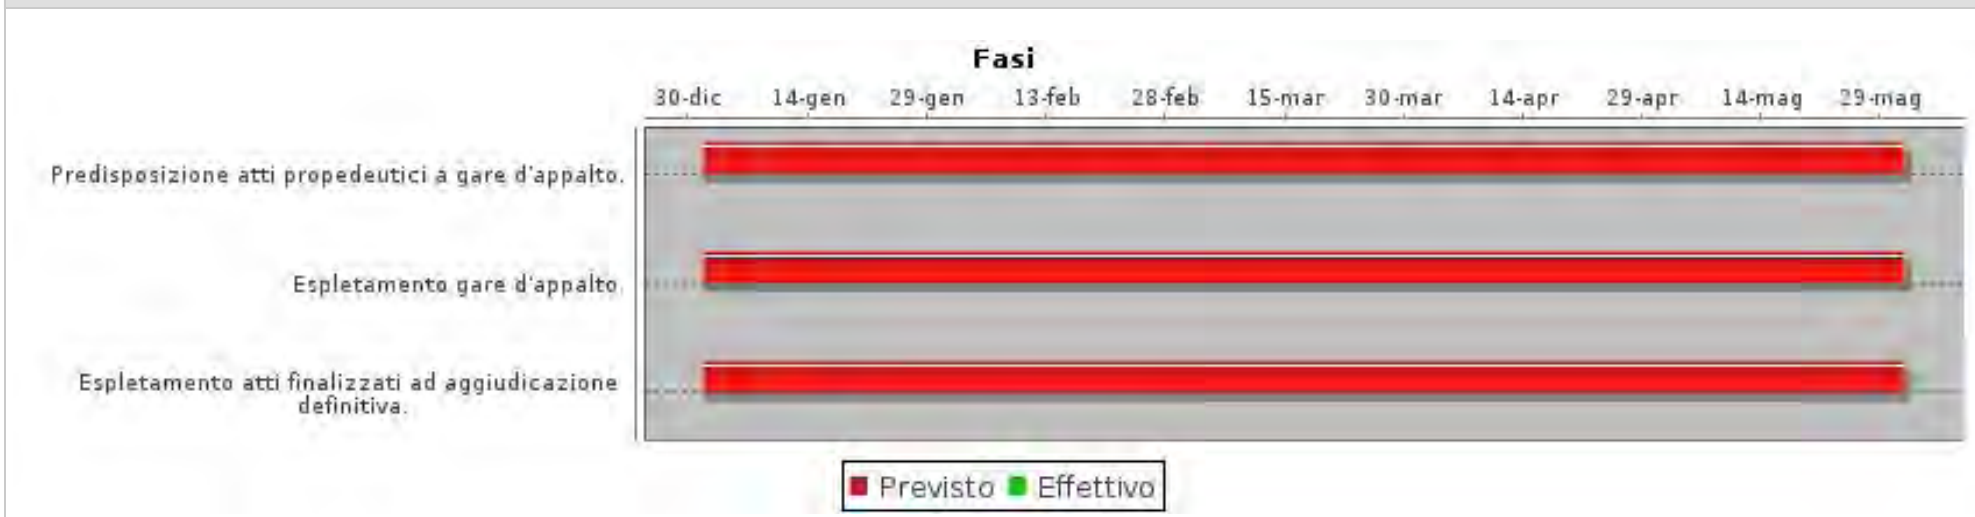 Fasi
30-dic 14-gen 29-gen 13-feb 28-feb 15-mar 30-mar 14-apr 29-apr 14-mag 29-mag
Predisposizione atti propedeutici a gare d'appalto.
Espletamento gare d'appalto
Espletamento atti finalizzati ad aggiudicazione
definitiva.
Previsto Effettivo